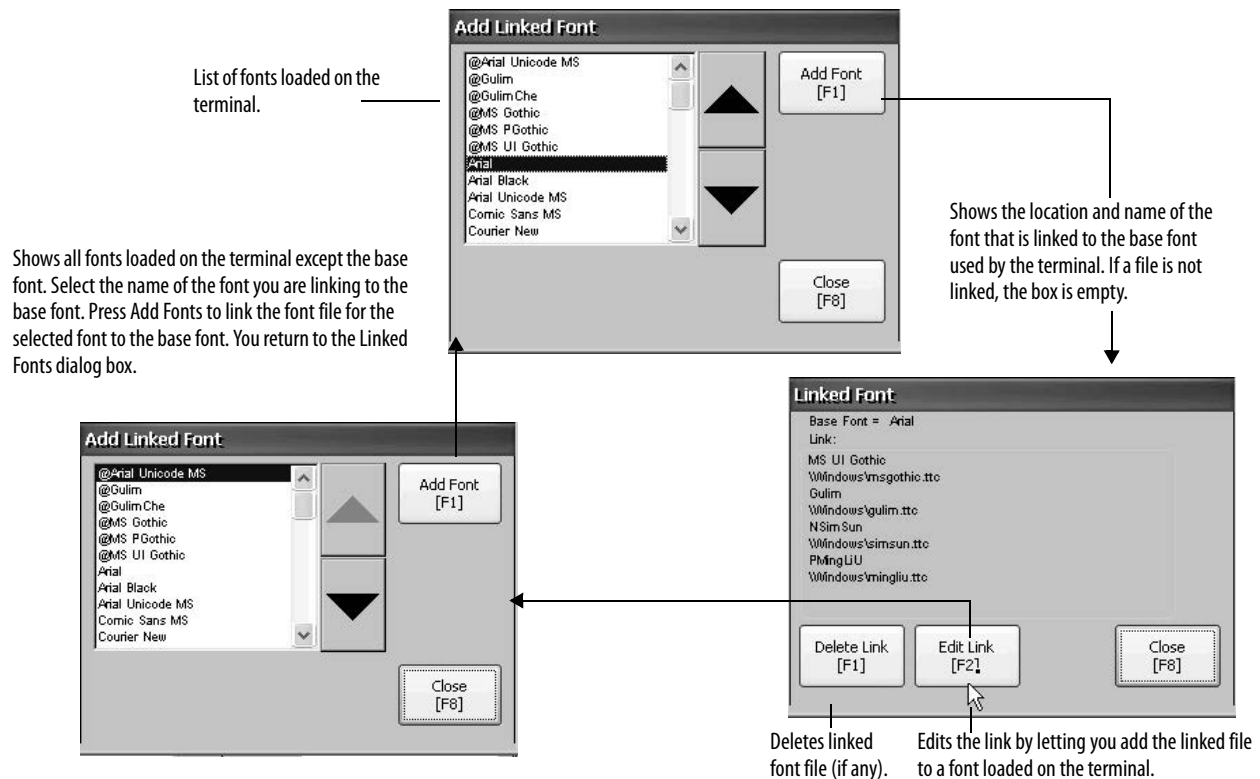 Add Linked Font
@Arial Unicode MS
@Gulim
@GulimChe
@MS Gothic
@MS PGothic
@MS UI Gothic
Arial
Arial Black
Arial Unicode MS
Comic Sans MS
Courier New
Add Font
[F1]
Close
[F8]
List of fonts loaded on the
terminal.
Shows the location and name of the
font that is linked to the base font
used by the terminal. If a file is not
linked, the box is empty.
Shows all fonts loaded on the terminal except the base
font. Select the name of the font you are linking to the
base font. Press Add Fonts to link the font file for the
selected font to the base font. You return to the Linked
Fonts dialog box.
Add Linked Font
@Arial Unicode MS
@Gulim
@GulimChe
@MS Gothic
@MS PGothic
@MS UI Gothic
Arial
Arial Black
Arial Unicode MS
Comic Sans MS
Courier New
Add Font
[F1]
Close
[F8]
Linked Font
Base Font = Arial
Link:
MS UI Gothic
\Windows\msgothic.ttc
Gulim
\Windows\gulim.ttc
NSimSun
\Windows\simsun.ttc
PMingLiU
\Windows\mingliu.ttc
Delete Link
[F1]
Edit Link
[F2]
Close
[F8]
Deletes linked
font file (if any).
Edits the link by letting you add the linked file
to a font loaded on the terminal.